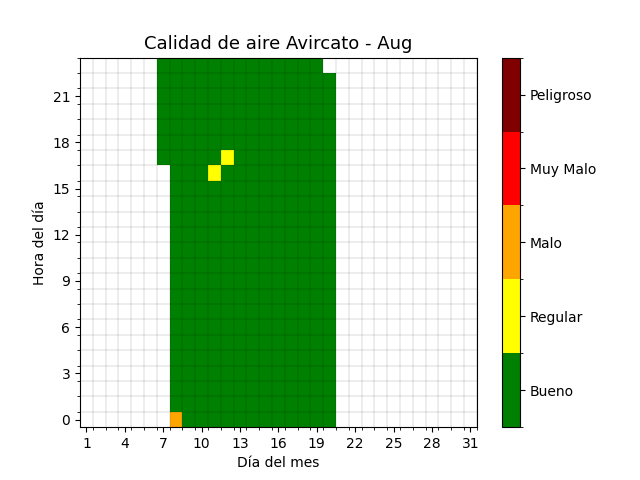 Calidad de aire Avircato - Aug
Hora del día
21
18
15
12
9
6
3
0
1 4 7 10 13 16 19 22 25 28 31
Día del mes
Peligroso
Muy Malo
Malo
Regular
Bueno